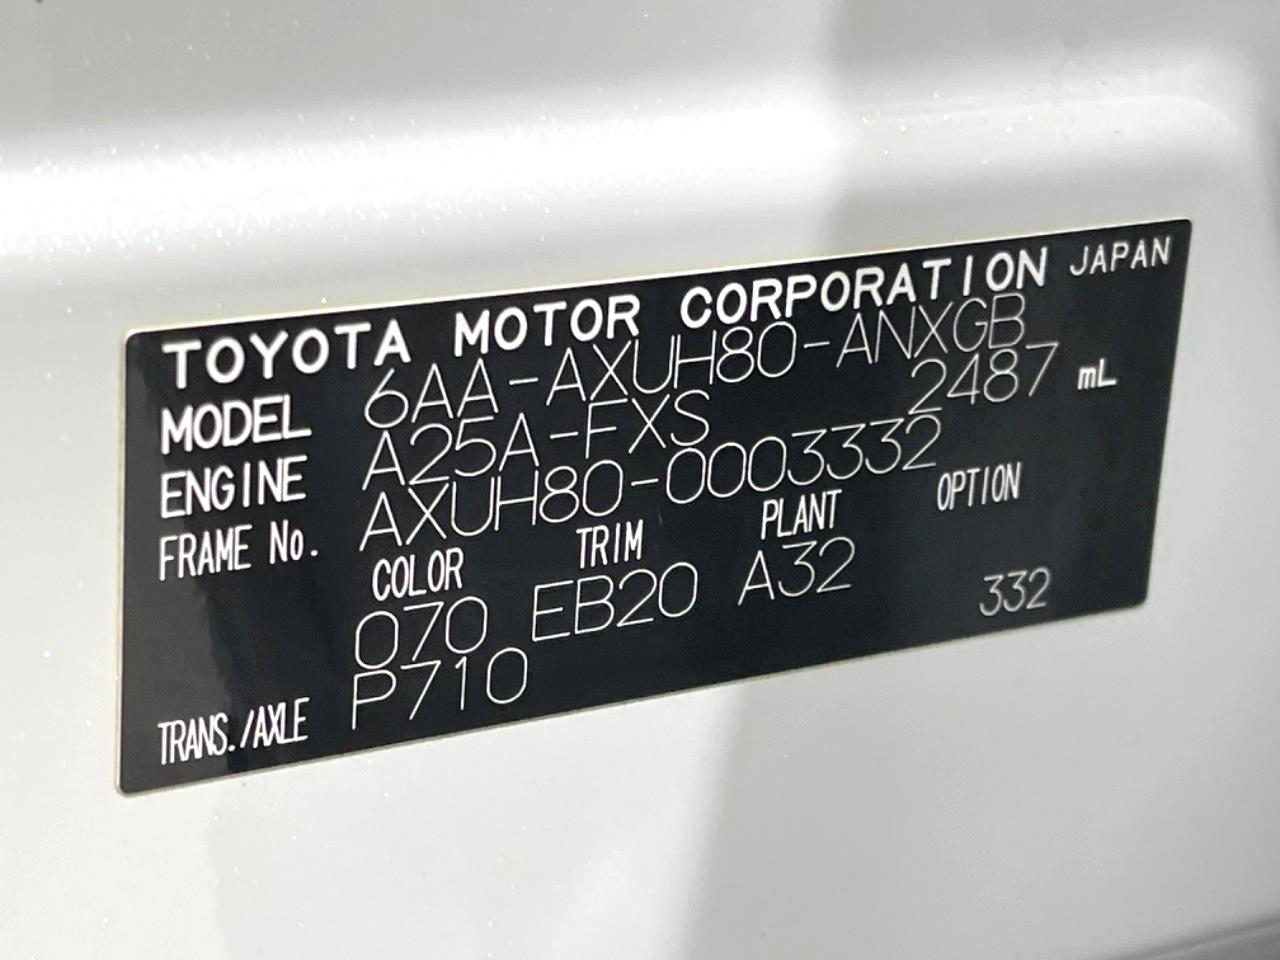 TOYOTA MOTOR CORPORATION JAPAN
MODEL 6AA-AXUH80-ANXGB
ENGINE A25A-FXS 2487 mL
FRAME No. AXUH80-0003332
COLOR TRIM PLANT OPTION
070 EB20 A32 332
TRANS./AXLE P710